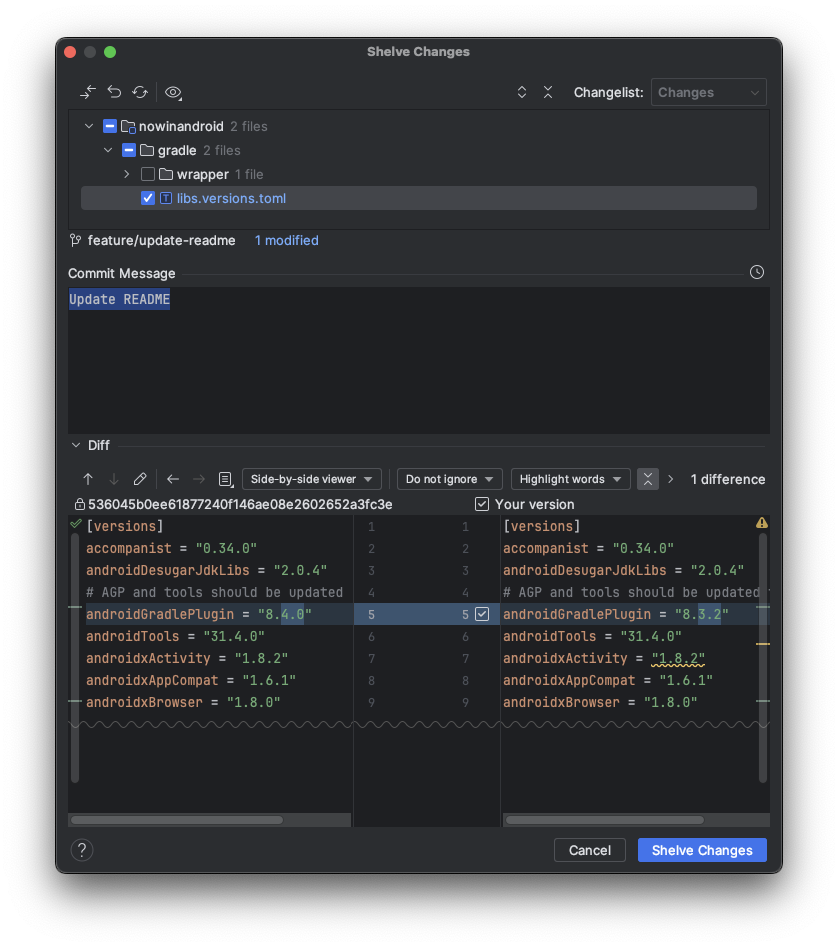 Shelve Changes
Changelist: Changes
nowinandroid 2 files
gradle 2 files
wrapper 1 file
T libs.versions.toml
feature/update-readme 1 modified
Commit Message
Update README
Diff
Side-by-side viewer Do not ignore Highlight words 1 difference
536045b0ee61877240f146ae08e2602652a3fc3e Your version
[versions] 1 1 [versions]
accompanist = "0.34.0" 2 2 accompanist = "0.34.0"
androidDesugarJdkLibs = "2.0.4" 3 3 androidDesugarJdkLibs = "2.0.4"
# AGP and tools should be updated 4 4 # AGP and tools should be updated
androidGradlePlugin = "8.4.0" 5 5 androidGradlePlugin = "8.3.2"
androidTools = "31.4.0" 6 6 androidTools = "31.4.0"
androidxActivity = "1.8.2" 7 7 androidxActivity = "1.8.2"
androidxAppCompat = "1.6.1" 8 8 androidxAppCompat = "1.6.1"
androidxBrowser = "1.8.0" 9 9 androidxBrowser = "1.8.0"
? Cancel Shelve Changes